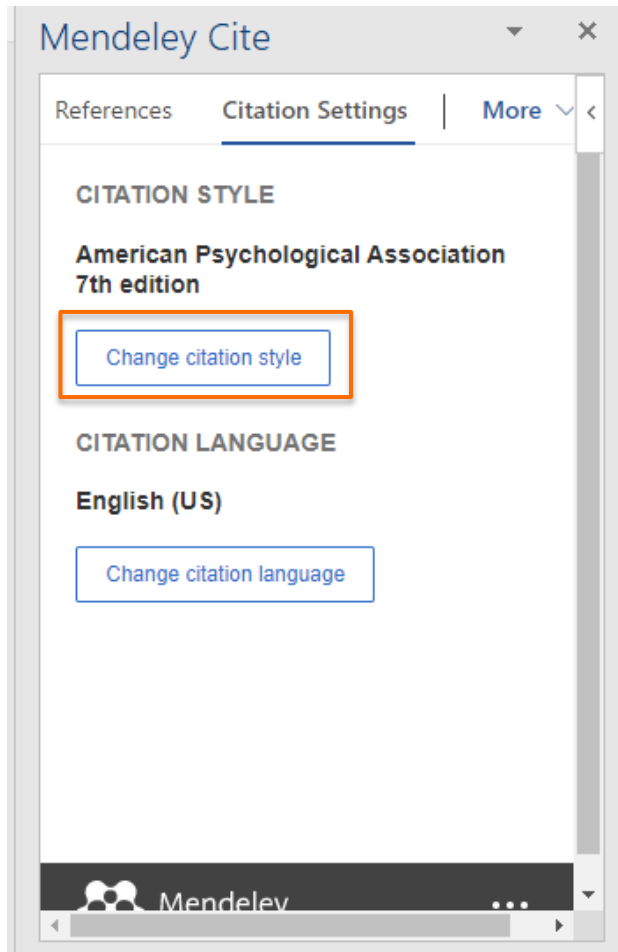 Mendeley Cite
References Citation Settings More
CITATION STYLE
American Psychological Association
7th edition
Change citation style
CITATION LANGUAGE
English (US)
Change citation language
Mendeley